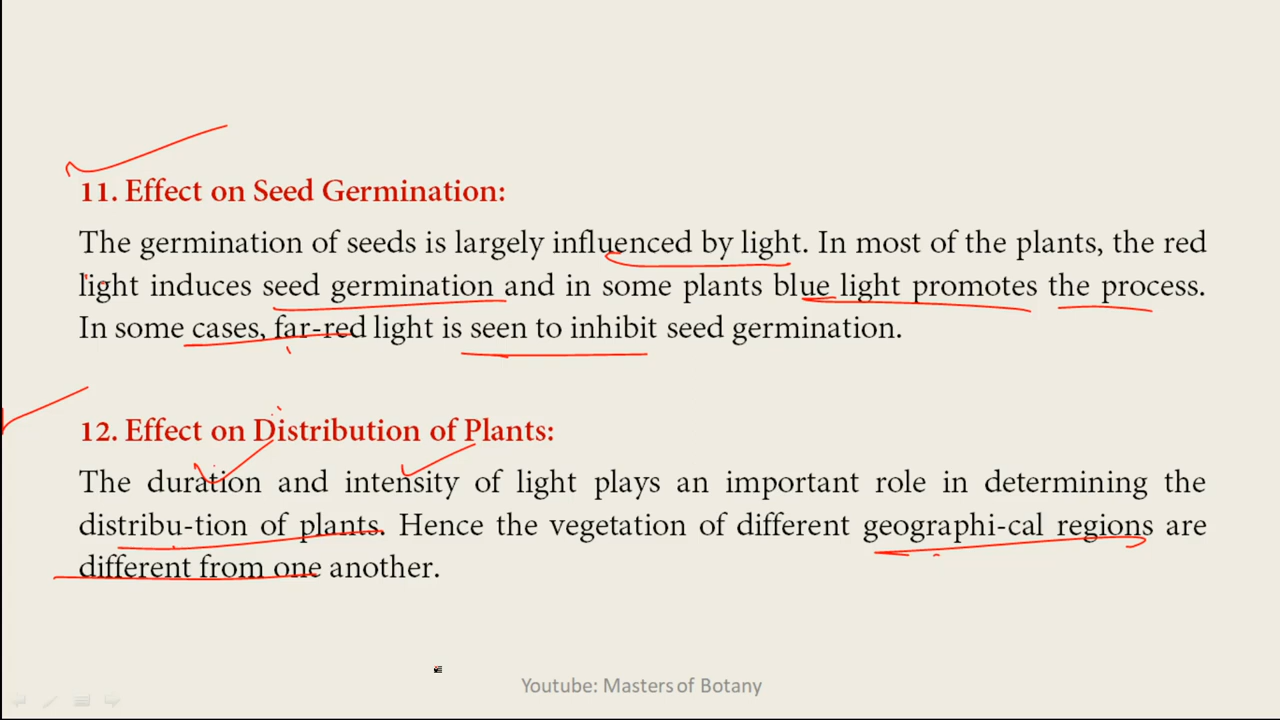 11. Effect on Seed Germination:
The germination of seeds is largely influenced by light. In most of the plants, the red
light induces seed germination and in some plants blue light promotes the process.
In some cases, far-red light is seen to inhibit seed germination.
12. Effect on Distribution of Plants:
The duration and intensity of light plays an important role in determining the
distribu-tion of plants. Hence the vegetation of different geographi-cal regions are
different from one another.
Youtube: Masters of Botany